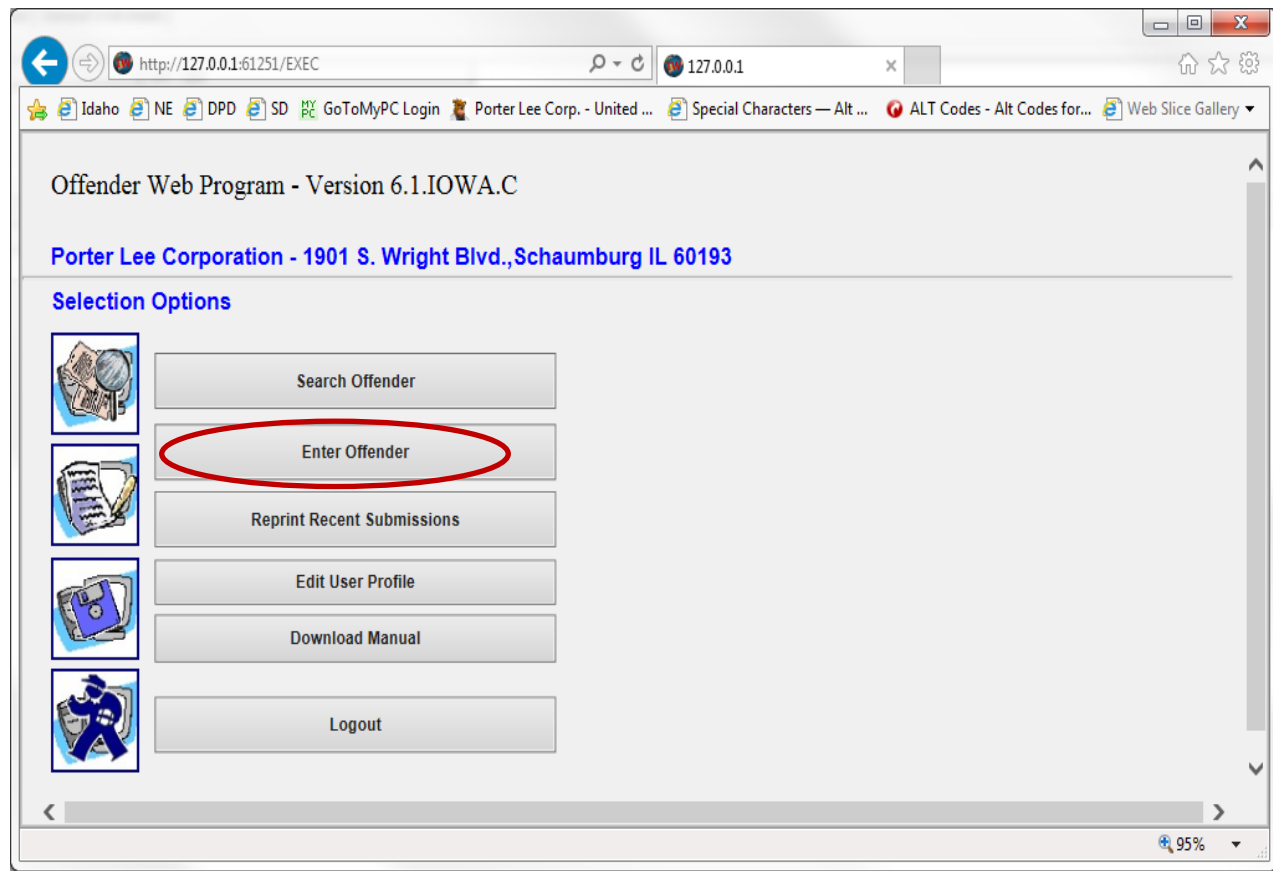 http://127.0.0.1:61251/EXEC
127.0.0.1
Idaho NE DPD SD GoToMyPC Login Porter Lee Corp. - United ... Special Characters — Alt ... ALT Codes - Alt Codes for... Web Slice Gallery
Offender Web Program - Version 6.1.IOWA.C
Porter Lee Corporation - 1901 S. Wright Blvd.,Schaumburg IL 60193
Selection Options
Search Offender
Enter Offender
Reprint Recent Submissions
Edit User Profile
Download Manual
Logout
95%